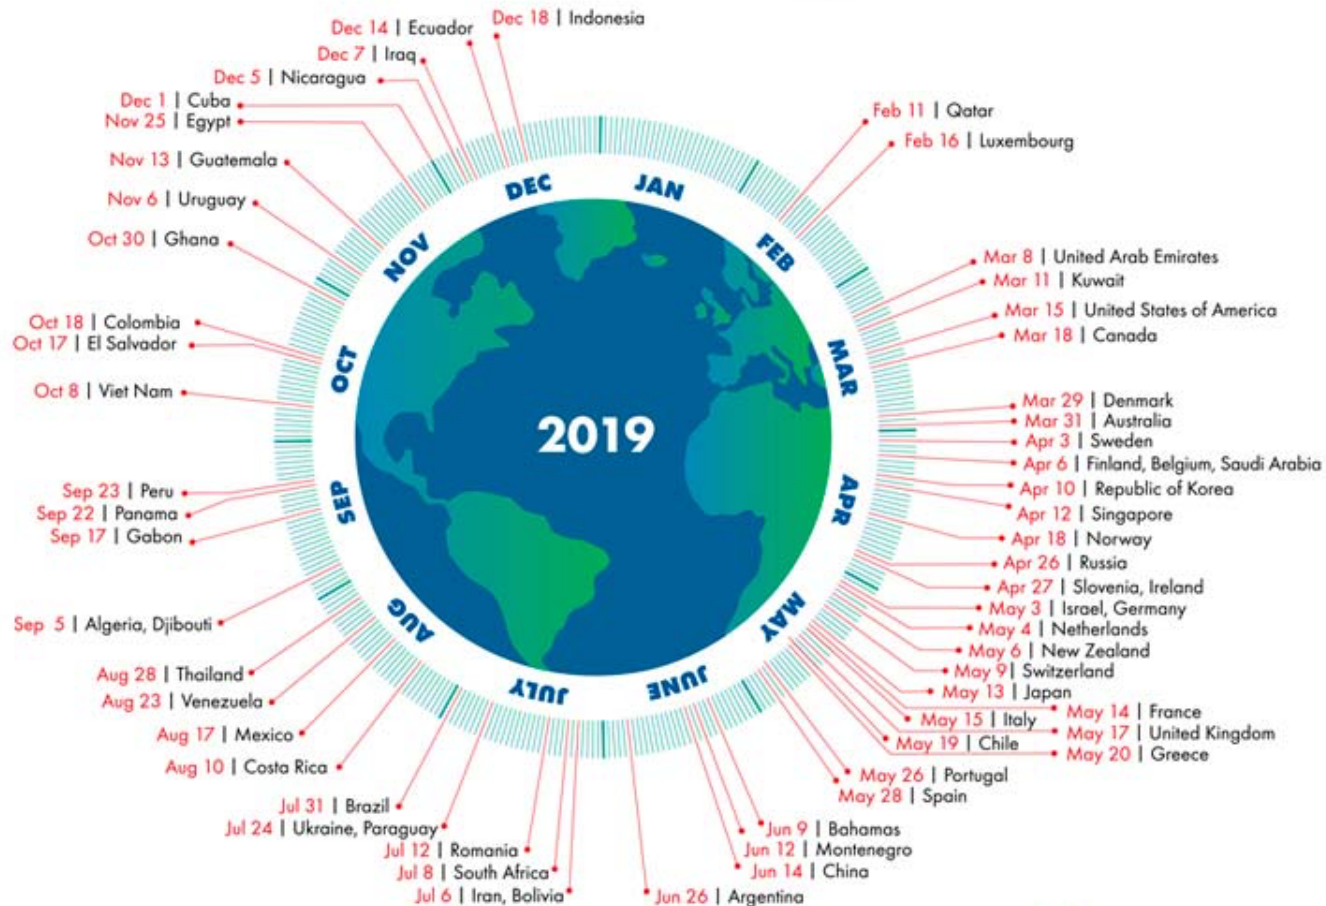 Dec 18 | Indonesia
Dec 14 | Ecuador
Dec 7 | Iraq
Dec 5 | Nicaragua
Dec 1 | Cuba
Nov 25 | Egypt
Nov 13 | Guatemala
Nov 6 | Uruguay
Oct 30 | Ghana
Oct 18 | Colombia
Oct 17 | El Salvador
Oct 8 | Viet Nam
Sep 23 | Peru
Sep 22 | Panama
Sep 17 | Gabon
Sep 5 | Algeria, Djibouti
Aug 28 | Thailand
Aug 23 | Venezuela
Aug 17 | Mexico
Aug 10 | Costa Rica
Jul 31 | Brazil
Jul 24 | Ukraine, Paraguay
Jul 12 | Romania
Jul 8 | South Africa
Jul 6 | Iran, Bolivia
JAN
FEB
MAR
APR
MAY
JUNE
JULY
AUG
SEP
OCT
NOV
DEC
2019
Feb 11 | Qatar
Feb 16 | Luxembourg
Mar 8 | United Arab Emirates
Mar 11 | Kuwait
Mar 15 | United States of America
Mar 18 | Canada
Mar 29 | Denmark
Mar 31 | Australia
Apr 3 | Sweden
Apr 6 | Finland, Belgium, Saudi Arabia
Apr 10 | Republic of Korea
Apr 12 | Singapore
Apr 18 | Norway
Apr 26 | Russia
Apr 27 | Slovenia, Ireland
May 3 | Israel, Germany
May 4 | Netherlands
May 6 | New Zealand
May 9 | Switzerland
May 13 | Japan
May 14 | France
May 15 | Italy
May 17 | United Kingdom
May 19 | Chile
May 20 | Greece
May 26 | Portugal
May 28 | Spain
Jun 9 | Bahamas
Jun 12 | Montenegro
Jun 14 | China
Jun 26 | Argentina